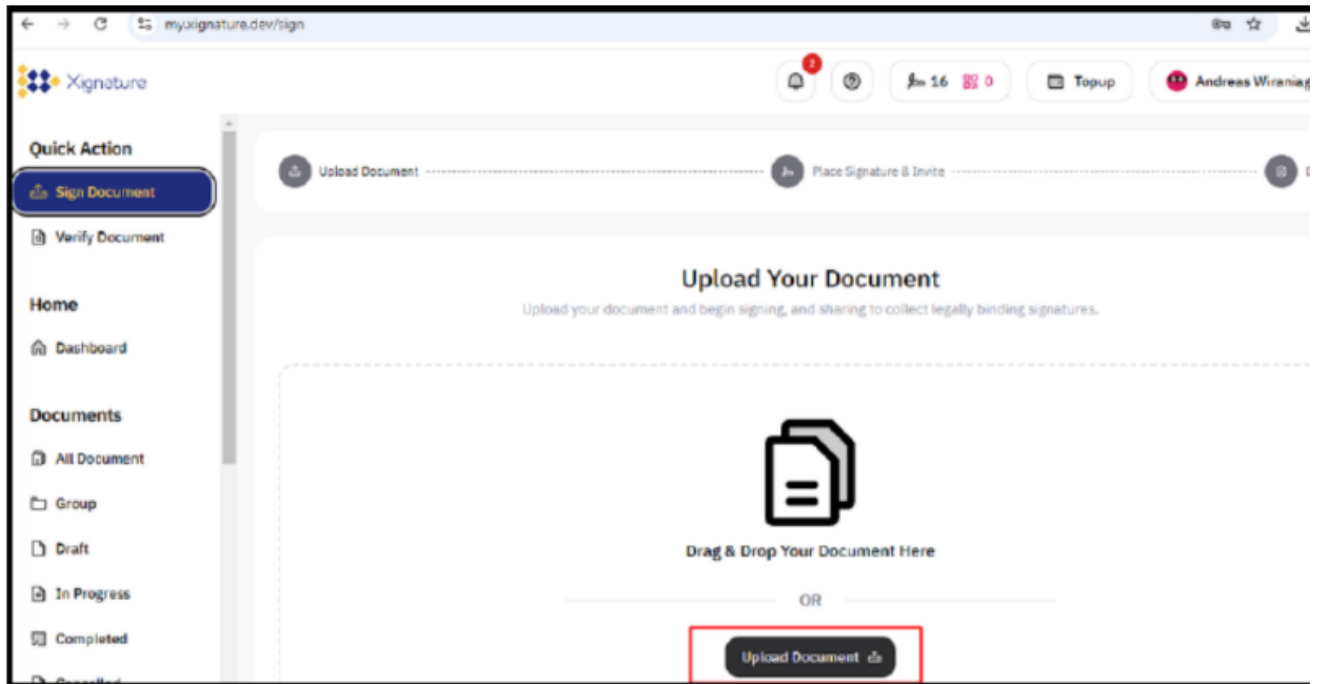 my.xignature.dev/sign
Xignature
2
16
0
Topup
Andreas Wiraniag
Quick Action
Sign Document
Verify Document
Home
Dashboard
Documents
All Document
Group
Draft
In Progress
Completed
Cancelled
Upload Document
Place Signature & Invite
D
Upload Your Document
Upload your document and begin signing, and sharing to collect legally binding signatures.
Drag & Drop Your Document Here
OR
Upload Document